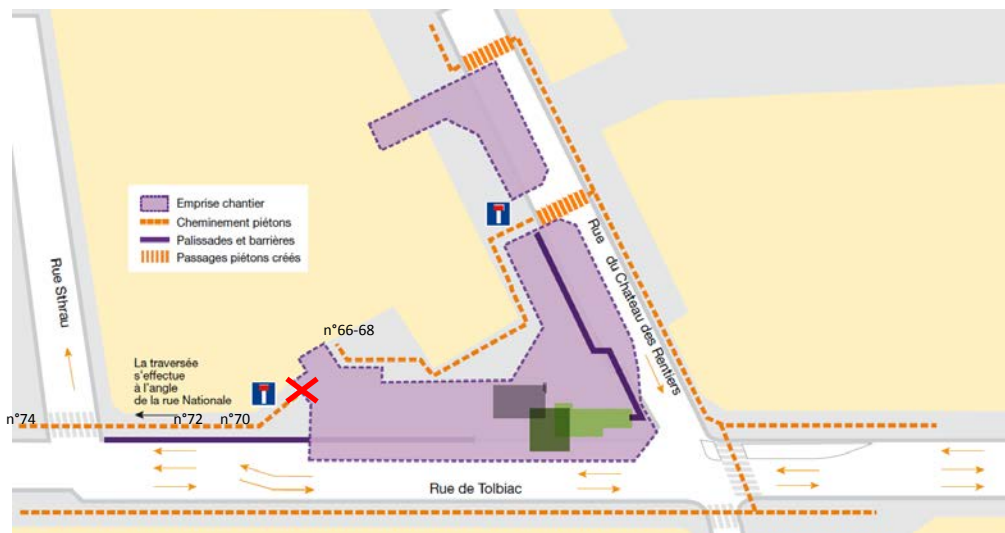 Emprise chantier
Cheminement piétons
Palissades et barrières
Passages piétons créés
Rue Sthrau
Rue du Chateau des Rentiers
n°66-68
La traversée
s'effectue
à l'angle
de la rue Nationale
n°74
n°72
n°70
Rue de Tolbiac